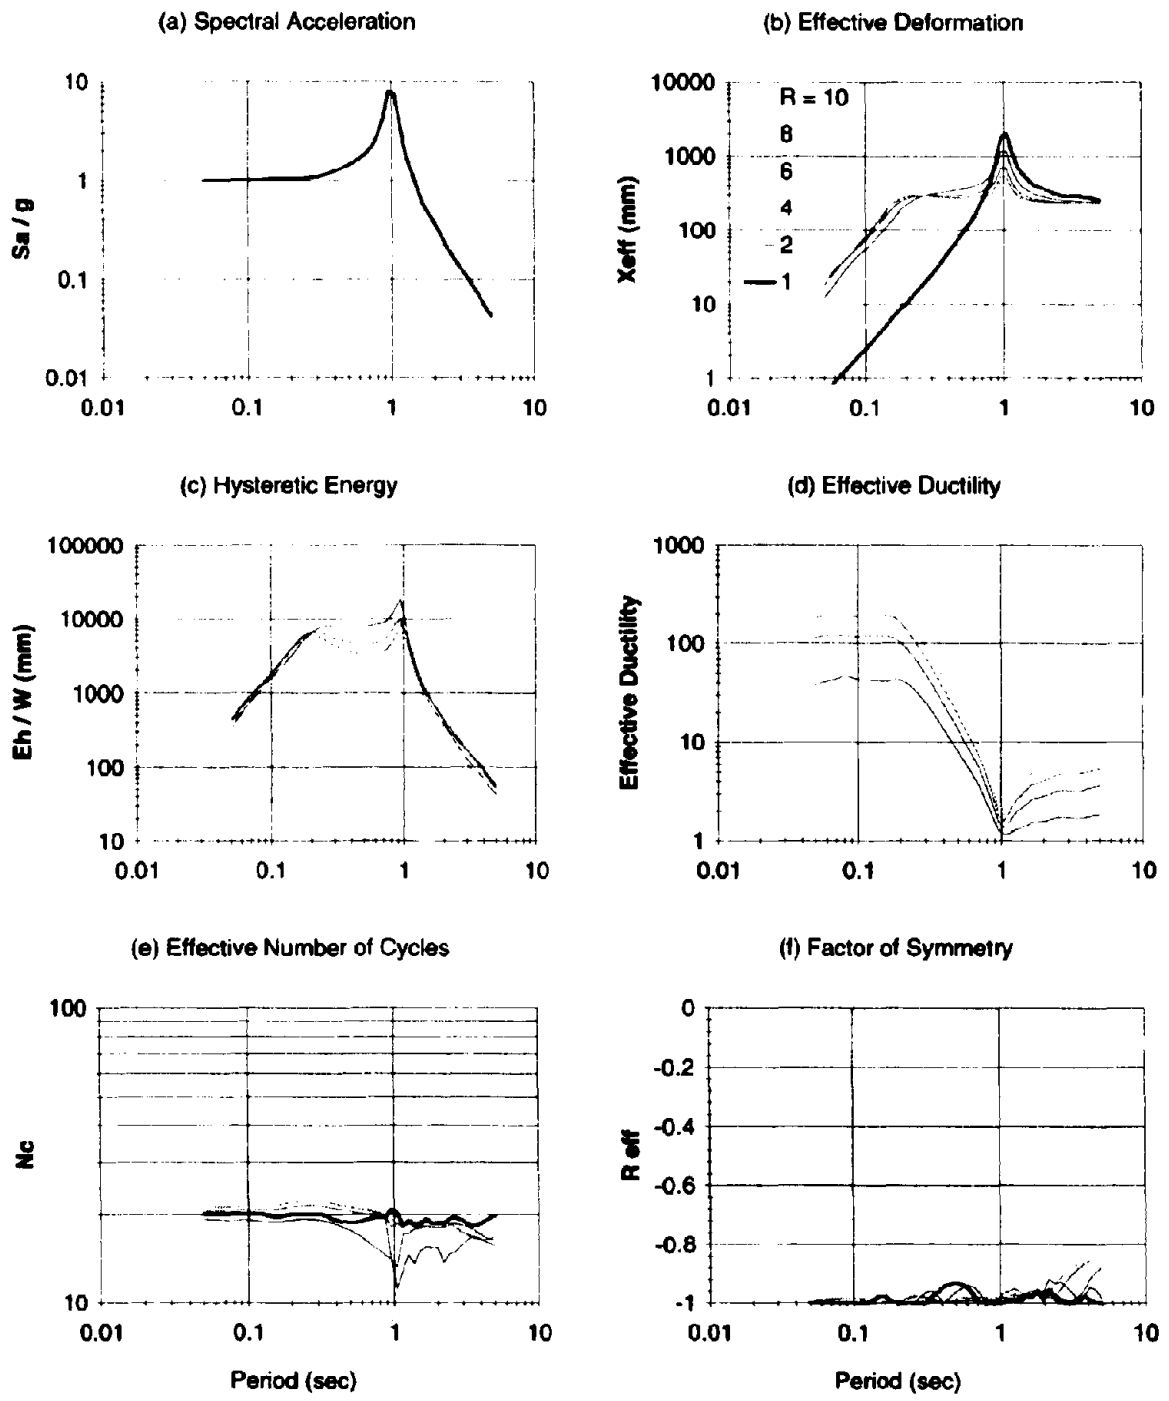 (a) Spectral Acceleration
10
1
0.1
0.01
Sa / g
0.01 0.1 1 10
(b) Effective Deformation
10000
1000
100
10
1
Xeff (mm)
R = 10
8
6
4
2
1
0.01 0.1 1 10
(c) Hysteretic Energy
100000
10000
1000
100
10
Eh / W (mm)
0.01 0.1 1 10
(d) Effective Ductility
1000
100
10
1
Effective Ductility
0.01 0.1 1 10
(e) Effective Number of Cycles
100
10
Nc
0.01 0.1 1 10
Period (sec)
(f) Factor of Symmetry
0
-0.2
-0.4
-0.6
-0.8
-1
R eff
0.01 0.1 1 10
Period (sec)